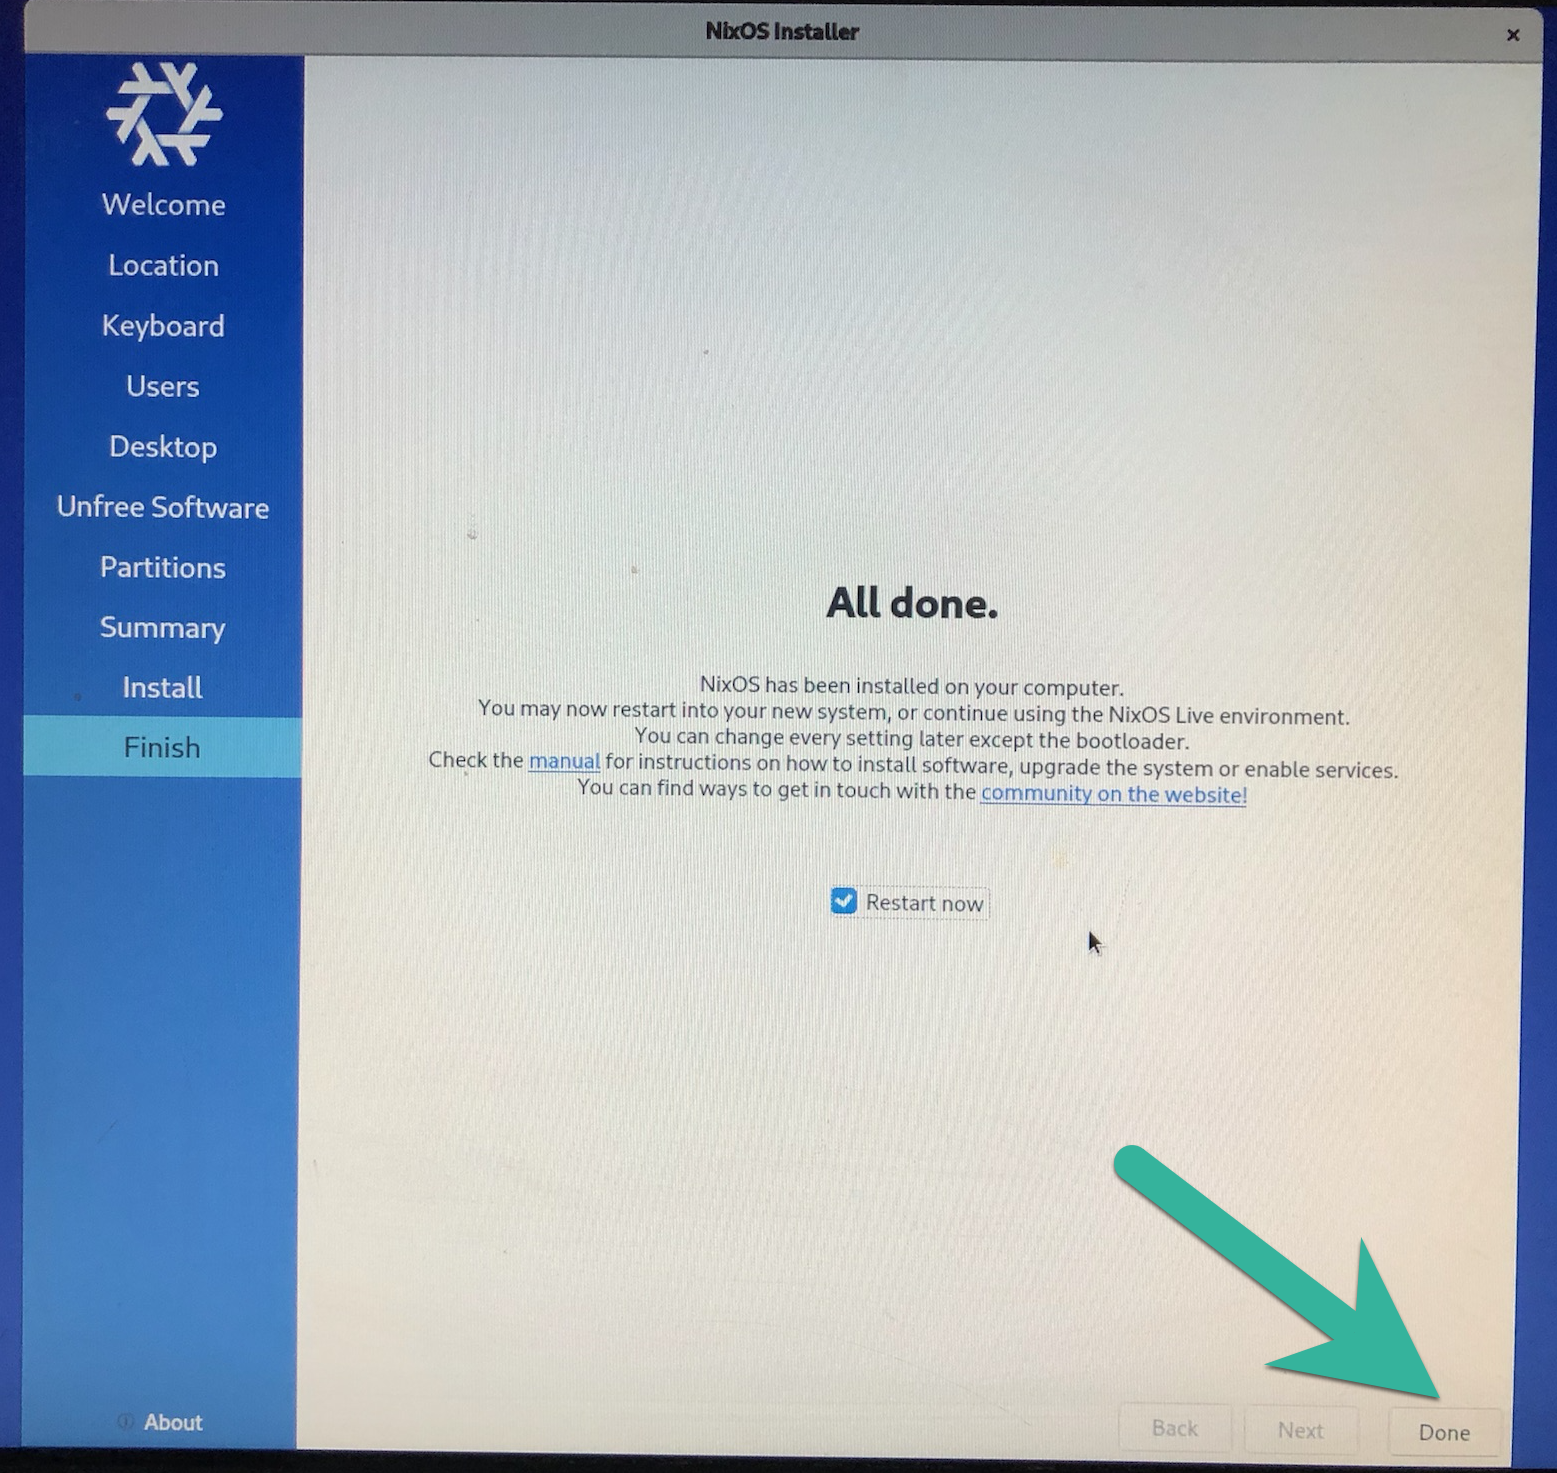 NixOS Installer
×
Welcome
Location
Keyboard
Users
Desktop
Unfree Software
Partitions
Summary
Install
Finish
All done.
NixOS has been installed on your computer.
You may now restart into your new system, or continue using the NixOS Live environment.
You can change every setting later except the bootloader.
Check the manual for instructions on how to install software, upgrade the system or enable services.
You can find ways to get in touch with the community on the website!
Restart now
About
Back
Next
Done